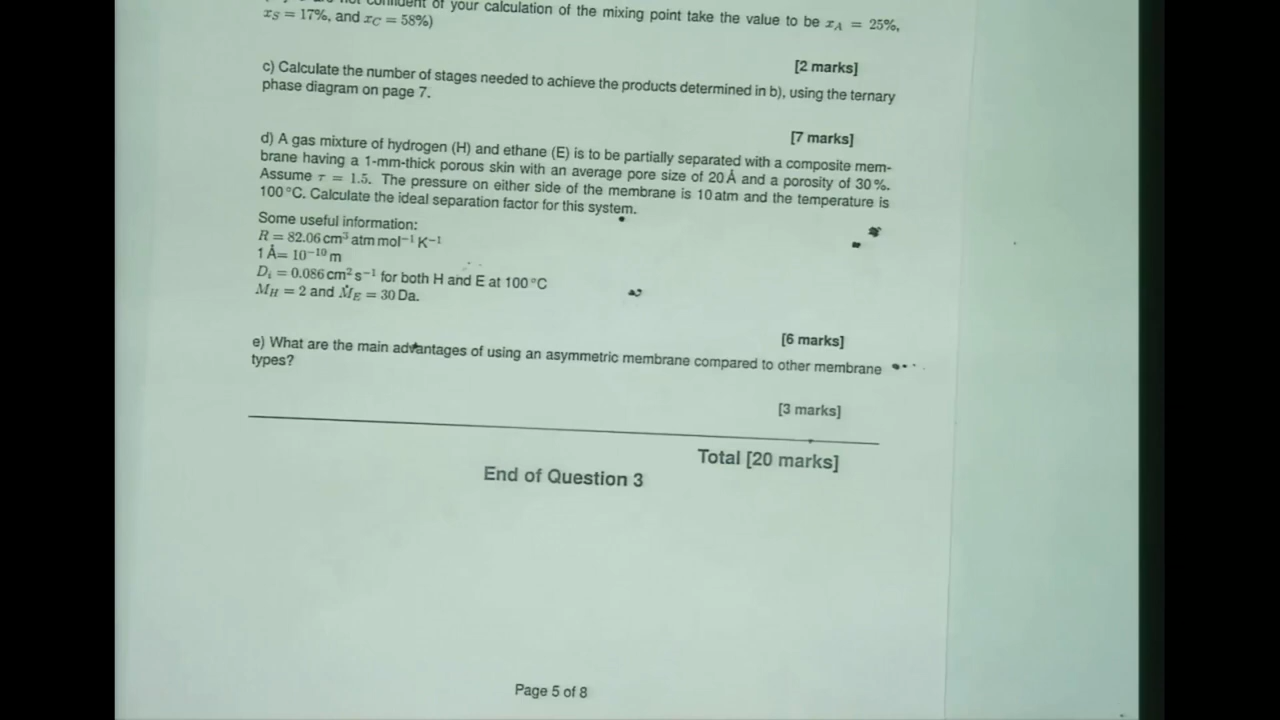 not confident of your calculation of the mixing point take the value to be x_A = 25%,
x_S = 17%, and x_C = 58%)
[2 marks]
c) Calculate the number of stages needed to achieve the products determined in b), using the ternary
phase diagram on page 7.
[7 marks]
d) A gas mixture of hydrogen (H) and ethane (E) is to be partially separated with a composite mem-
brane having a 1-mm-thick porous skin with an average pore size of 20 Å and a porosity of 30 %.
Assume τ = 1.5. The pressure on either side of the membrane is 10 atm and the temperature is
100 °C. Calculate the ideal separation factor for this system.
Some useful information:
R = 82.06 cm³ atm mol⁻¹ K⁻¹
1 Å= 10⁻¹⁰ m
D_i = 0.086 cm² s⁻¹ for both H and E at 100 °C
M_H = 2 and M_E = 30 Da.
[6 marks]
e) What are the main advantages of using an asymmetric membrane compared to other membrane
types?
[3 marks]
Total [20 marks]
End of Question 3
Page 5 of 8